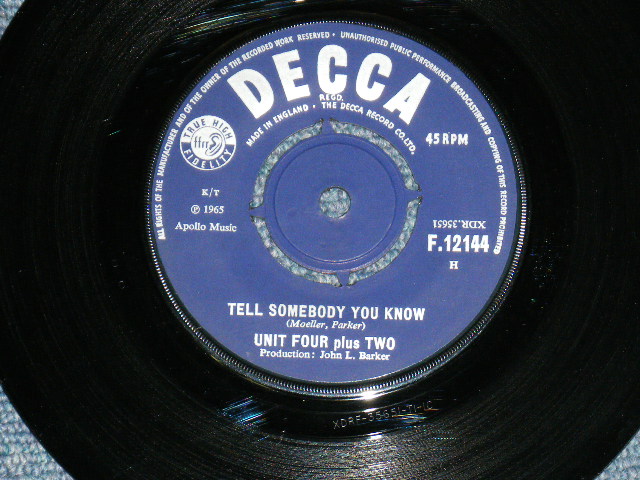 ALL RIGHTS OF THE MANUFACTURER AND OF THE OWNER OF THE RECORDED WORK RESERVED • UNAUTHORISED PUBLIC PERFORMANCE BROADCASTING AND COPYING OF THIS RECORD PROHIBITED
DECCA
REGD.
MADE IN ENGLAND • THE DECCA RECORD CO. LTD.
TRUE HIGH
ffrr
FIDELITY
45 RPM
K/T
℗ 1965
Apollo Music
XDR.35651
F.12144
H
TELL SOMEBODY YOU KNOW
(Moeller, Parker)
UNIT FOUR plus TWO
Production: John L. Barker